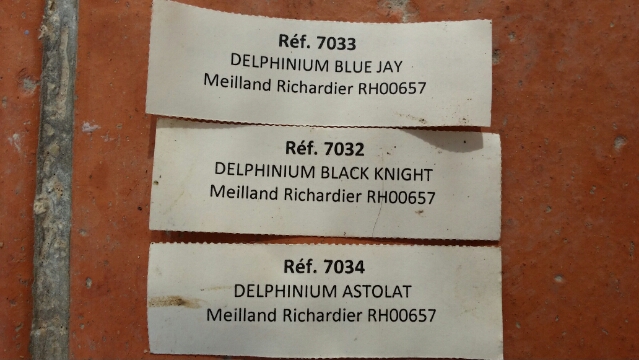 Réf. 7033
DELPHINIUM BLUE JAY
Meilland Richardier RH00657
Réf. 7032
DELPHINIUM BLACK KNIGHT
Meilland Richardier RH00657
Réf. 7034
DELPHINIUM ASTOLAT
Meilland Richardier RH00657